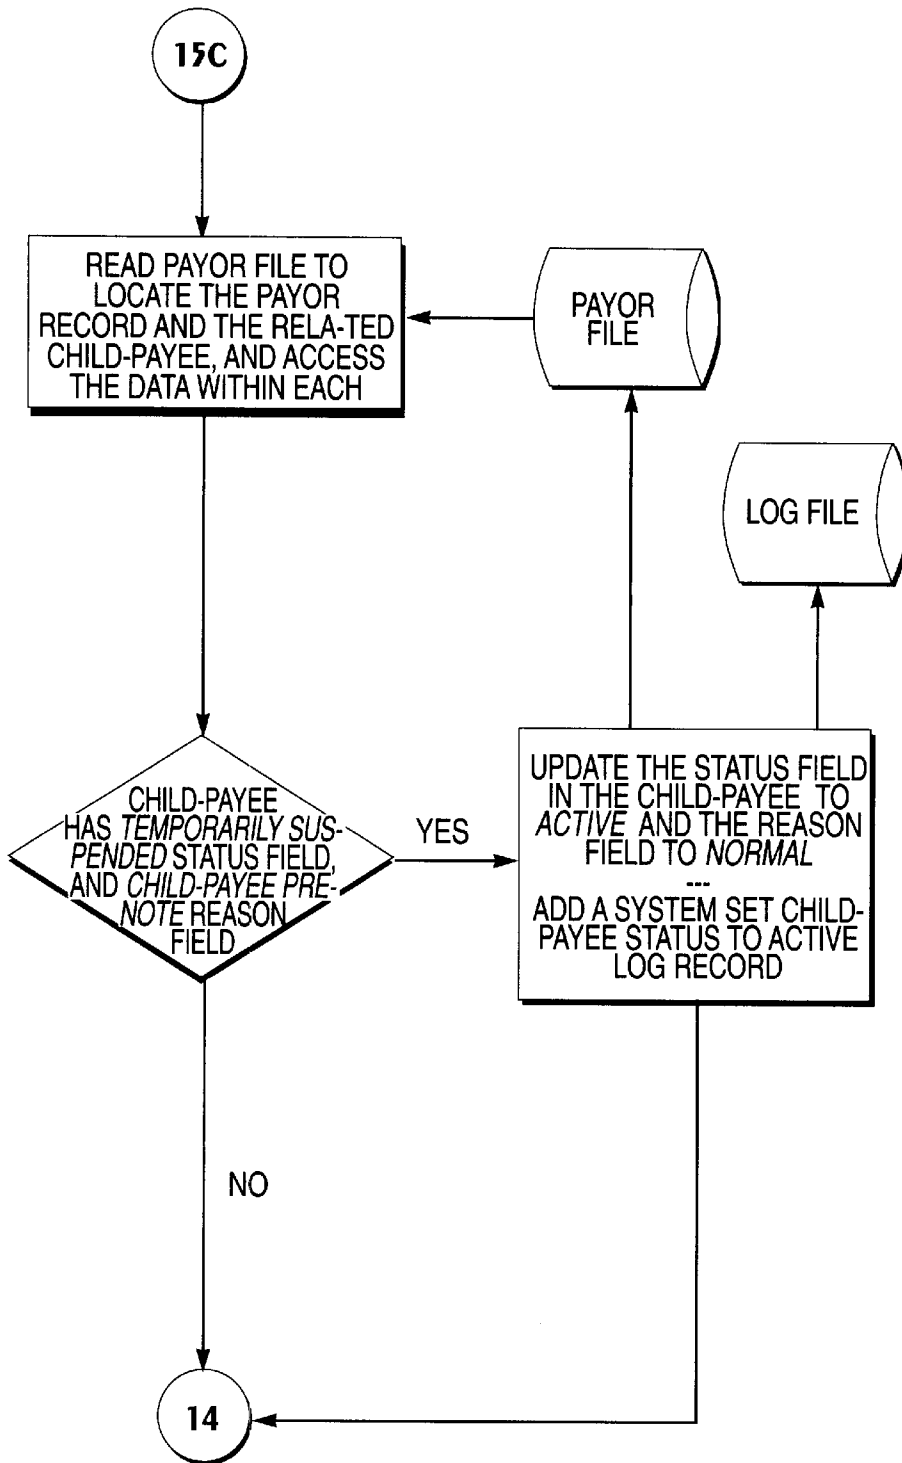 15C
READ PAYOR FILE TO
LOCATE THE PAYOR
RECORD AND THE RELA-TED
CHILD-PAYEE, AND ACCESS
THE DATA WITHIN EACH
PAYOR
FILE
LOG FILE
CHILD-PAYEE
HAS TEMPORARILY SUS-
PENDED STATUS FIELD,
AND CHILD-PAYEE PRE-
NOTE REASON
FIELD
YES
UPDATE THE STATUS FIELD
IN THE CHILD-PAYEE TO
ACTIVE AND THE REASON
FIELD TO NORMAL
---
ADD A SYSTEM SET CHILD-
PAYEE STATUS TO ACTIVE
LOG RECORD
NO
14